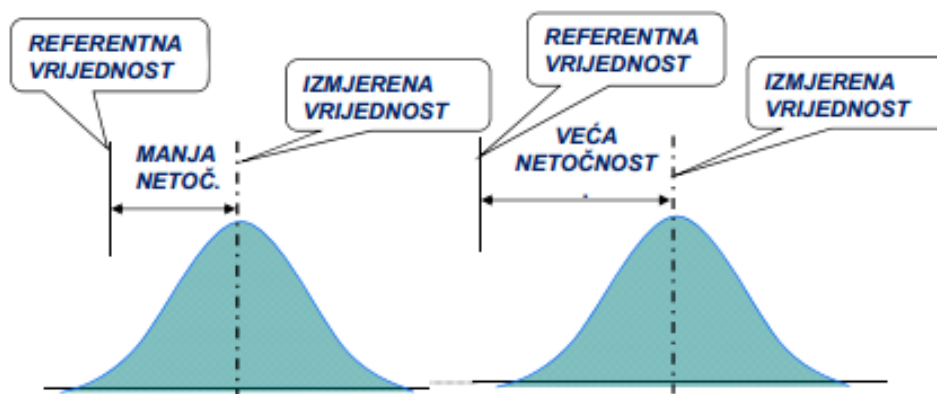 REFERENTNA
VRIJEDNOST
IZMJERENA
VRIJEDNOST
MANJA
NETOČ.
REFERENTNA
VRIJEDNOST
IZMJERENA
VRIJEDNOST
VEĆA
NETOČNOST